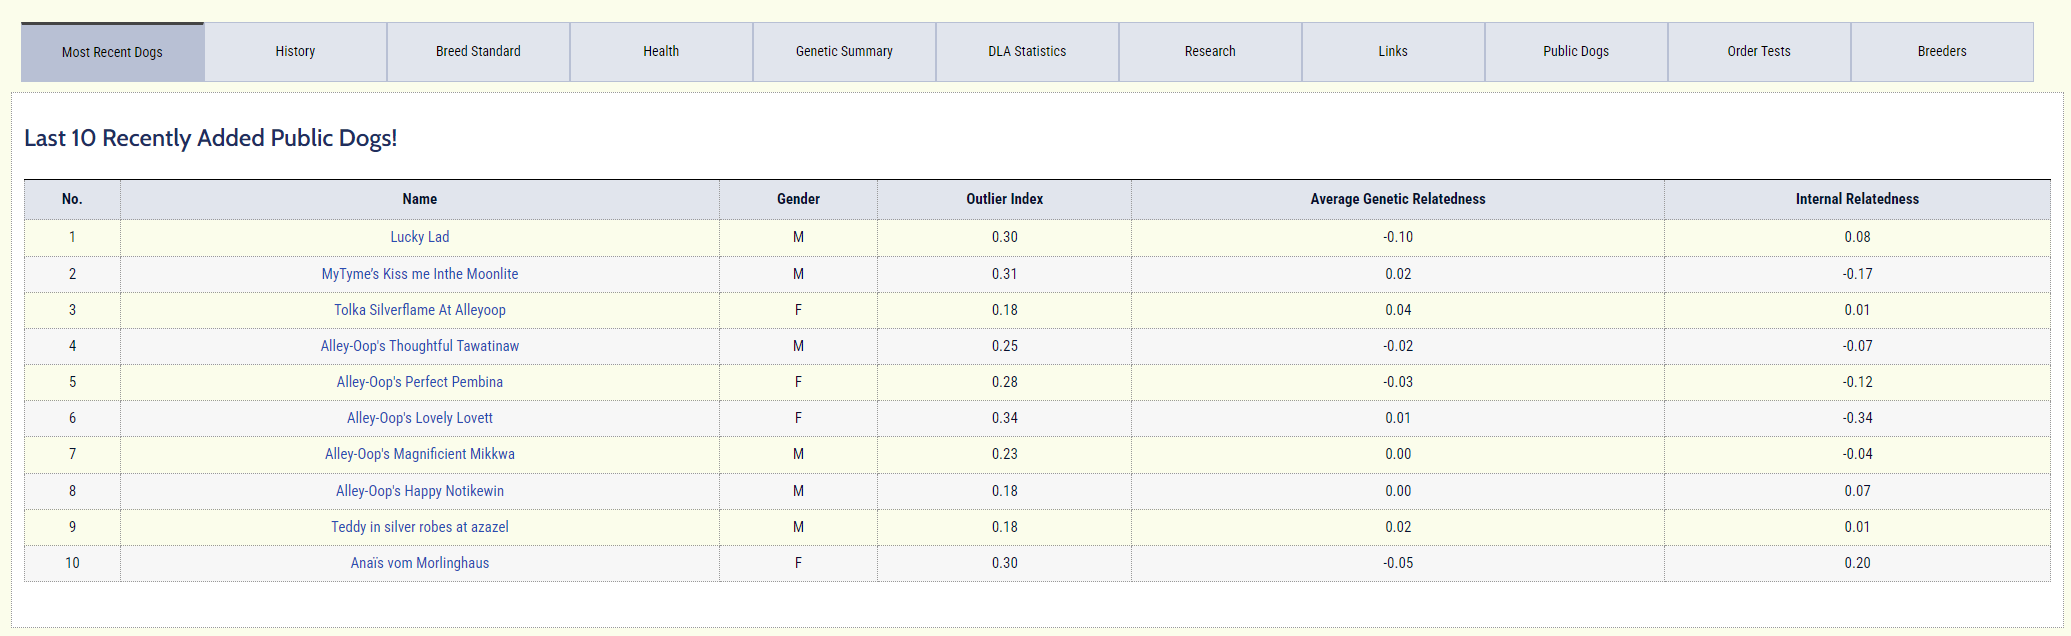 Most Recent Dogs History Breed Standard Health Genetic Summary DLA Statistics Research Links Public Dogs Order Tests Breeders
Last 10 Recently Added Public Dogs!
No. Name Gender Outlier Index Average Genetic Relatedness Internal Relatedness
1 Lucky Lad M 0.30 -0.10 0.08
2 MyTyme's Kiss me Inthe Moonlite M 0.31 0.02 -0.17
3 Tolka Silverflame At Alleyoop F 0.18 0.04 0.01
4 Alley-Oop's Thoughtful Tawatinaw M 0.25 -0.02 -0.07
5 Alley-Oop's Perfect Pembina F 0.28 -0.03 -0.12
6 Alley-Oop's Lovely Lovett F 0.34 0.01 -0.34
7 Alley-Oop's Magnificient Mikkwa M 0.23 0.00 -0.04
8 Alley-Oop's Happy Notikewin M 0.18 0.00 0.07
9 Teddy in silver robes at azazel M 0.18 0.02 0.01
10 Anaïs vom Morlinghaus F 0.30 -0.05 0.20